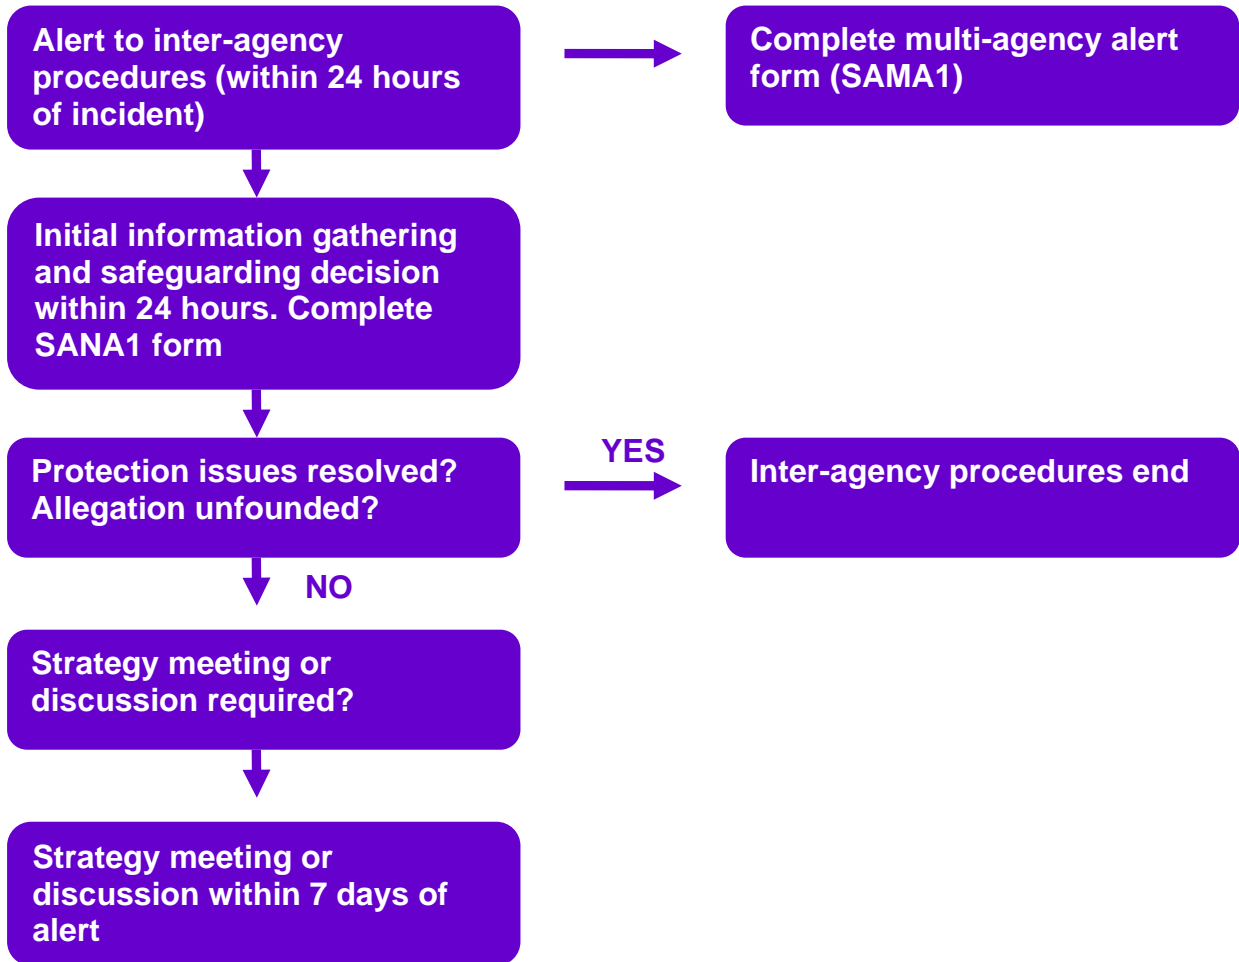 Alert to inter-agency
procedures (within 24 hours
of incident)
Complete multi-agency alert
form (SAMA1)
Initial information gathering
and safeguarding decision
within 24 hours. Complete
SANA1 form
Protection issues resolved?
Allegation unfounded?
YES
Inter-agency procedures end
NO
Strategy meeting or
discussion required?
Strategy meeting or
discussion within 7 days of
alert